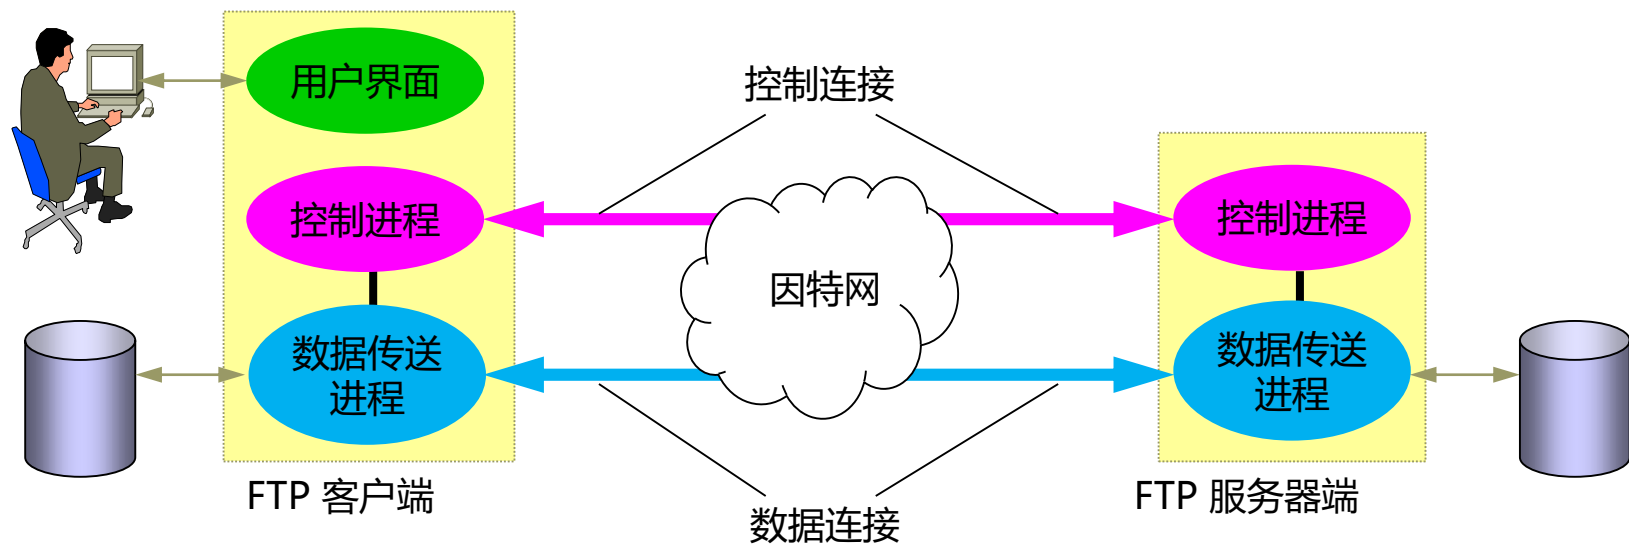 用户界面
控制连接
控制进程
控制进程
因特网
数据传送
进程
数据传送
进程
FTP 客户端
FTP 服务器端
数据连接